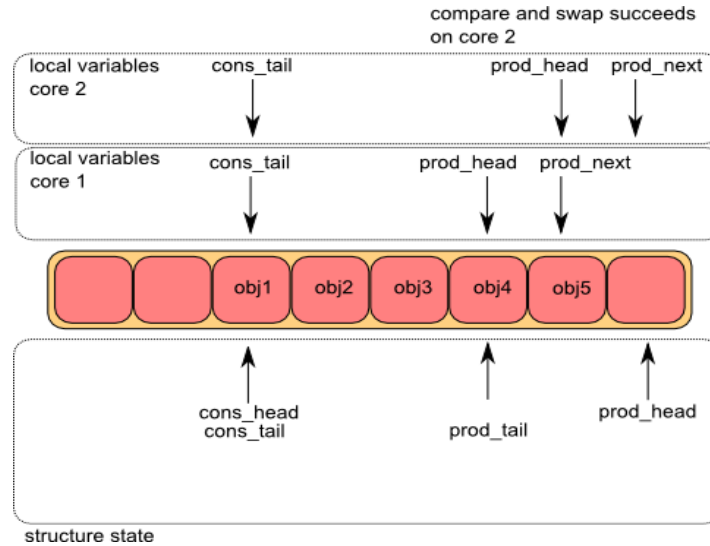 compare and swap succeeds
on core 2
local variables
core 2
cons_tail
prod_head
prod_next
local variables
core 1
cons_tail
prod_head
prod_next
obj1
obj2
obj3
obj4
obj5
cons_head
cons_tail
prod_tail
prod_head
structure state